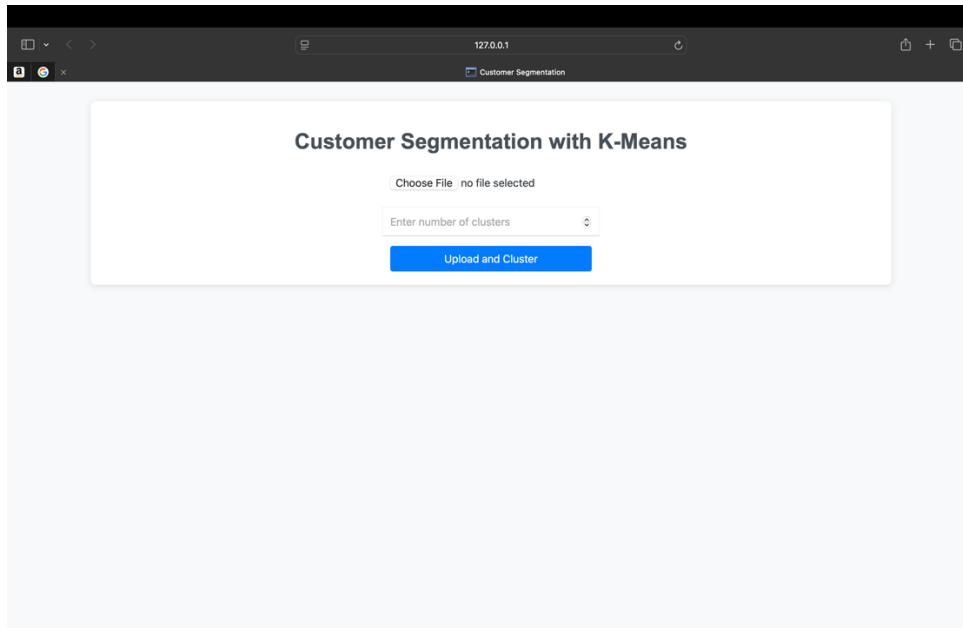 127.0.0.1
a G
Customer Segmentation
Customer Segmentation with K-Means
Choose File no file selected
Enter number of clusters
Upload and Cluster